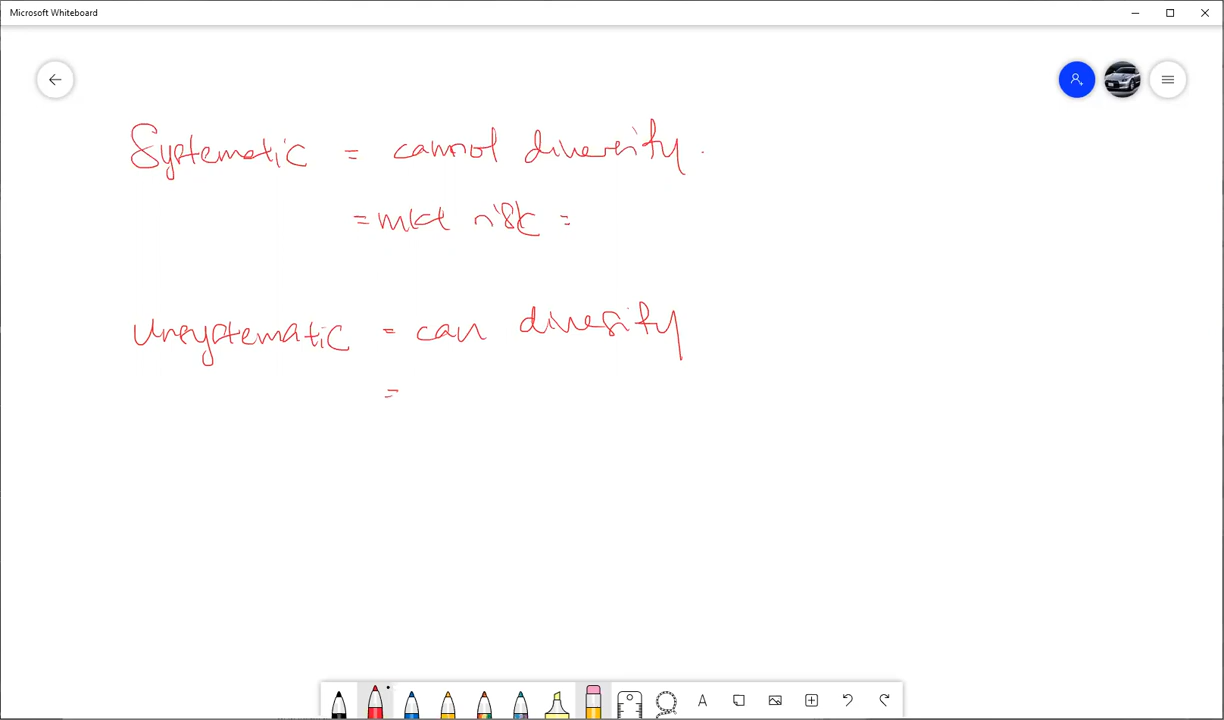 Microsoft Whiteboard
Systematic = cannot diversify.
= mkt risk =
Unsystematic = can diversify
=